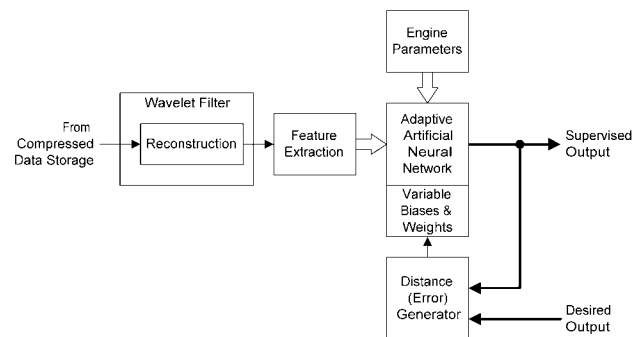 Engine
Parameters
Wavelet Filter
From
Compressed
Data Storage
Reconstruction
Feature
Extraction
Adaptive
Artificial
Neural
Network
Supervised
Output
Variable
Biases &
Weights
Distance
(Error)
Generator
Desired
Output